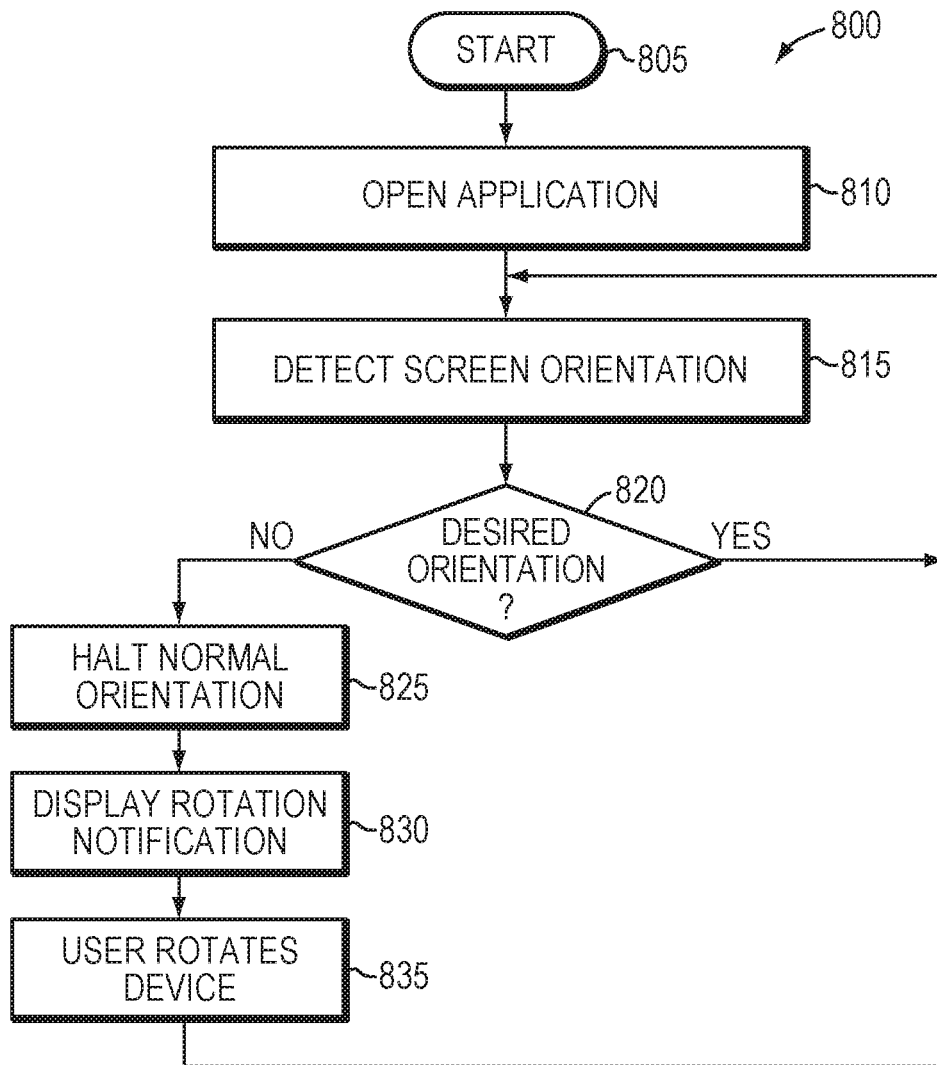 800
START
805
OPEN APPLICATION
810
DETECT SCREEN ORIENTATION
815
820
DESIRED
ORIENTATION
?
NO
YES
HALT NORMAL
ORIENTATION
825
DISPLAY ROTATION
NOTIFICATION
830
USER ROTATES
DEVICE
835